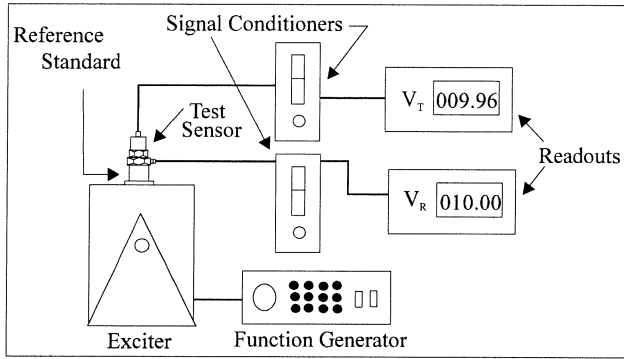 Signal Conditioners
Reference
Standard
Test
Sensor
V_T 009.96
Readouts
V_R 010.00
Exciter
Function Generator